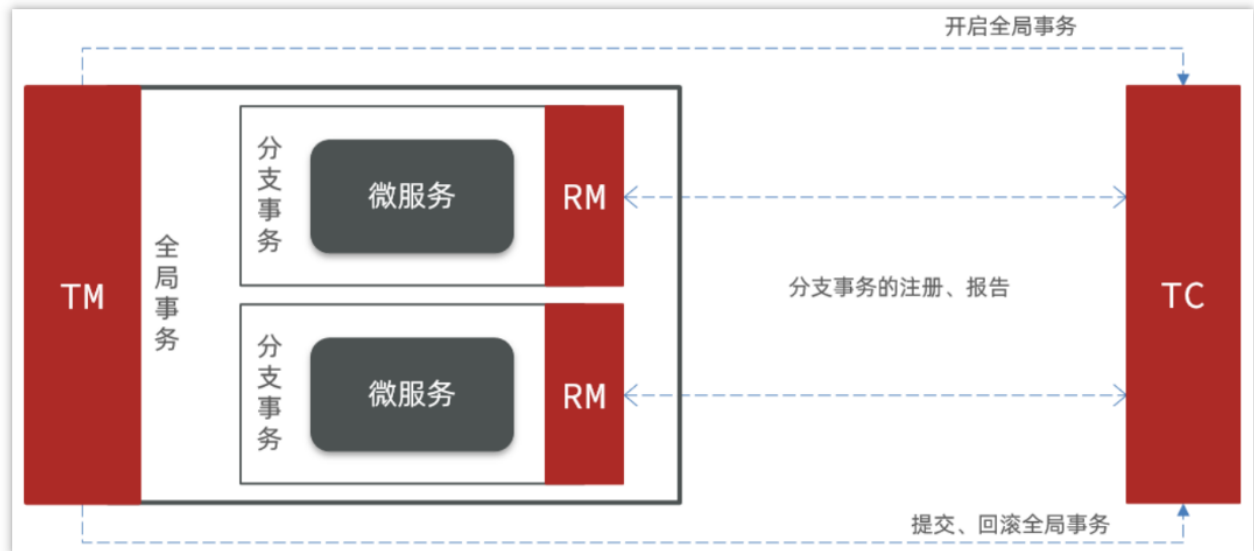 开启全局事务
TM
全局事务
分支事务
微服务
RM
分支事务的注册、报告
TC
分支事务
微服务
RM
提交、回滚全局事务